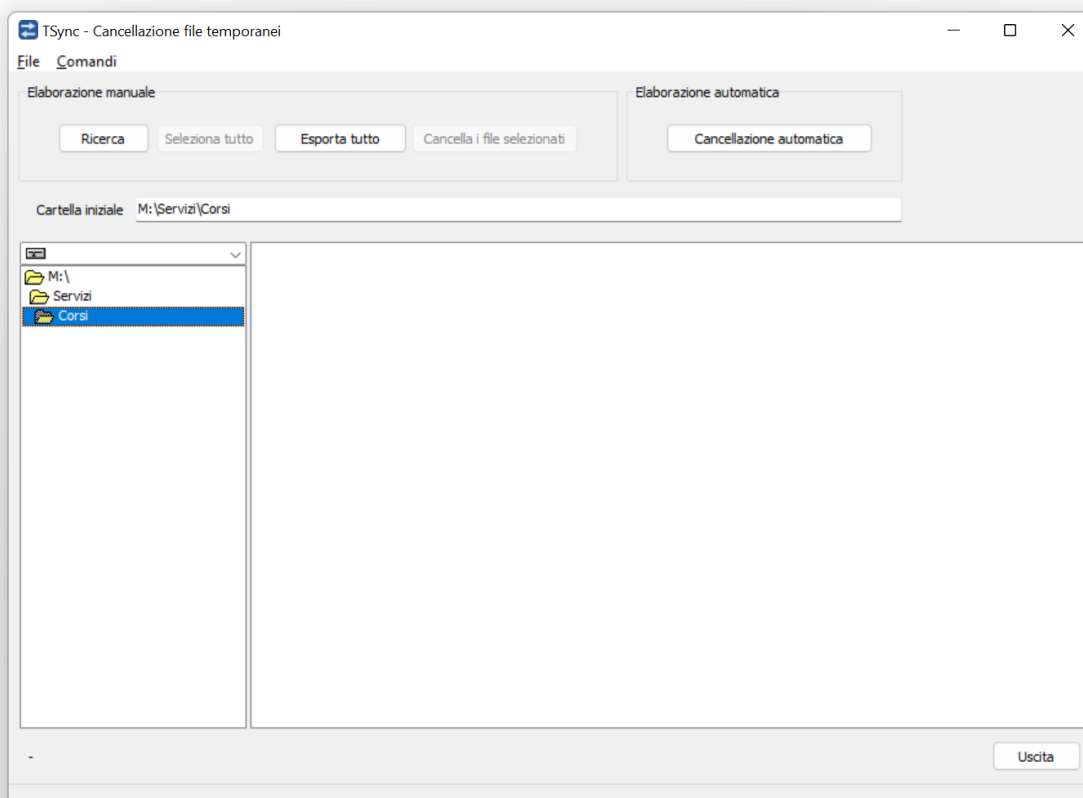 TSync - Cancellazione file temporanei
File Comandi
Elaborazione manuale
Elaborazione automatica
Ricerca
Seleziona tutto
Esporta tutto
Cancella i file selezionati
Cancellazione automatica
Cartella iniziale M:\Servizi\Corsi
M:\
Servizi
Corsi
-
Uscita